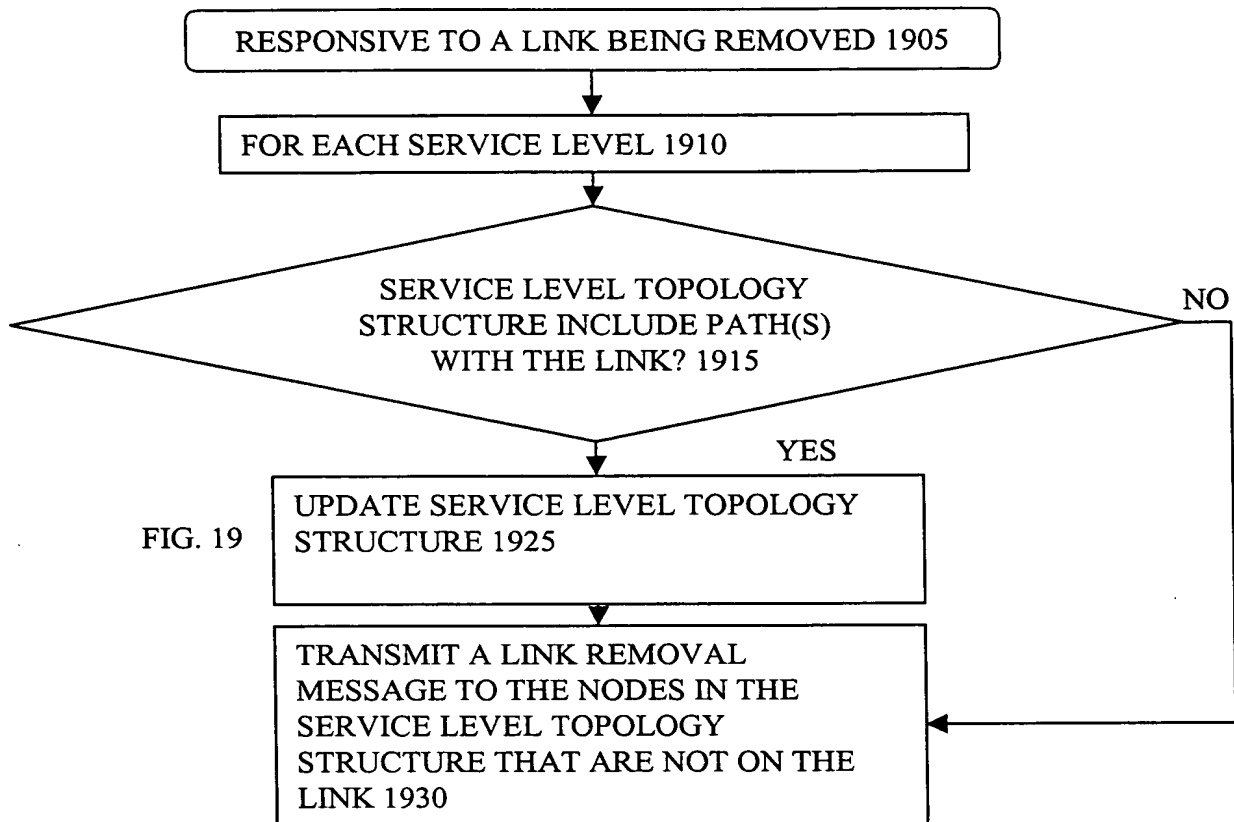 RESPONSIVE TO A LINK BEING REMOVED 1905
FOR EACH SERVICE LEVEL 1910
SERVICE LEVEL TOPOLOGY
STRUCTURE INCLUDE PATH(S)
WITH THE LINK? 1915
NO
YES
UPDATE SERVICE LEVEL TOPOLOGY
STRUCTURE 1925
FIG. 19
TRANSMIT A LINK REMOVAL
MESSAGE TO THE NODES IN THE
SERVICE LEVEL TOPOLOGY
STRUCTURE THAT ARE NOT ON THE
LINK 1930